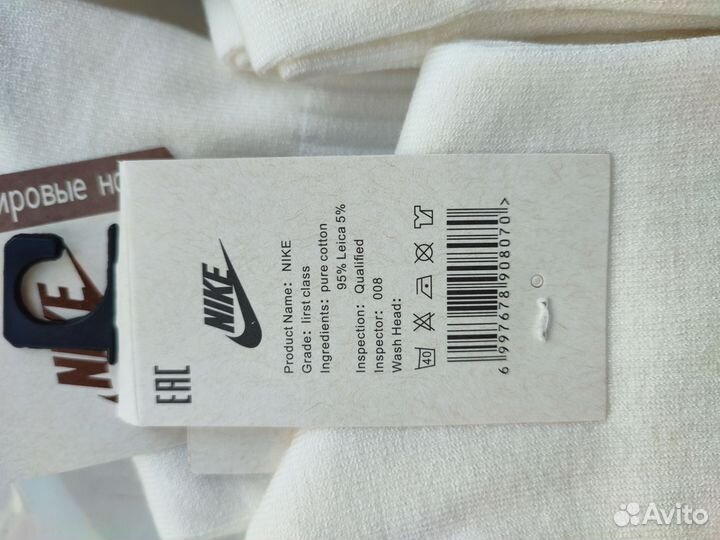 ировые но
NIKE
NIKE
Product Name: NIKE
Grade: lirst class
Ingredients: pure cotton
95% Leica 5%
Inspection: Qualified
Inspector: 008
Wash Head:
40
6 997678 908070 >
EAC
Avito